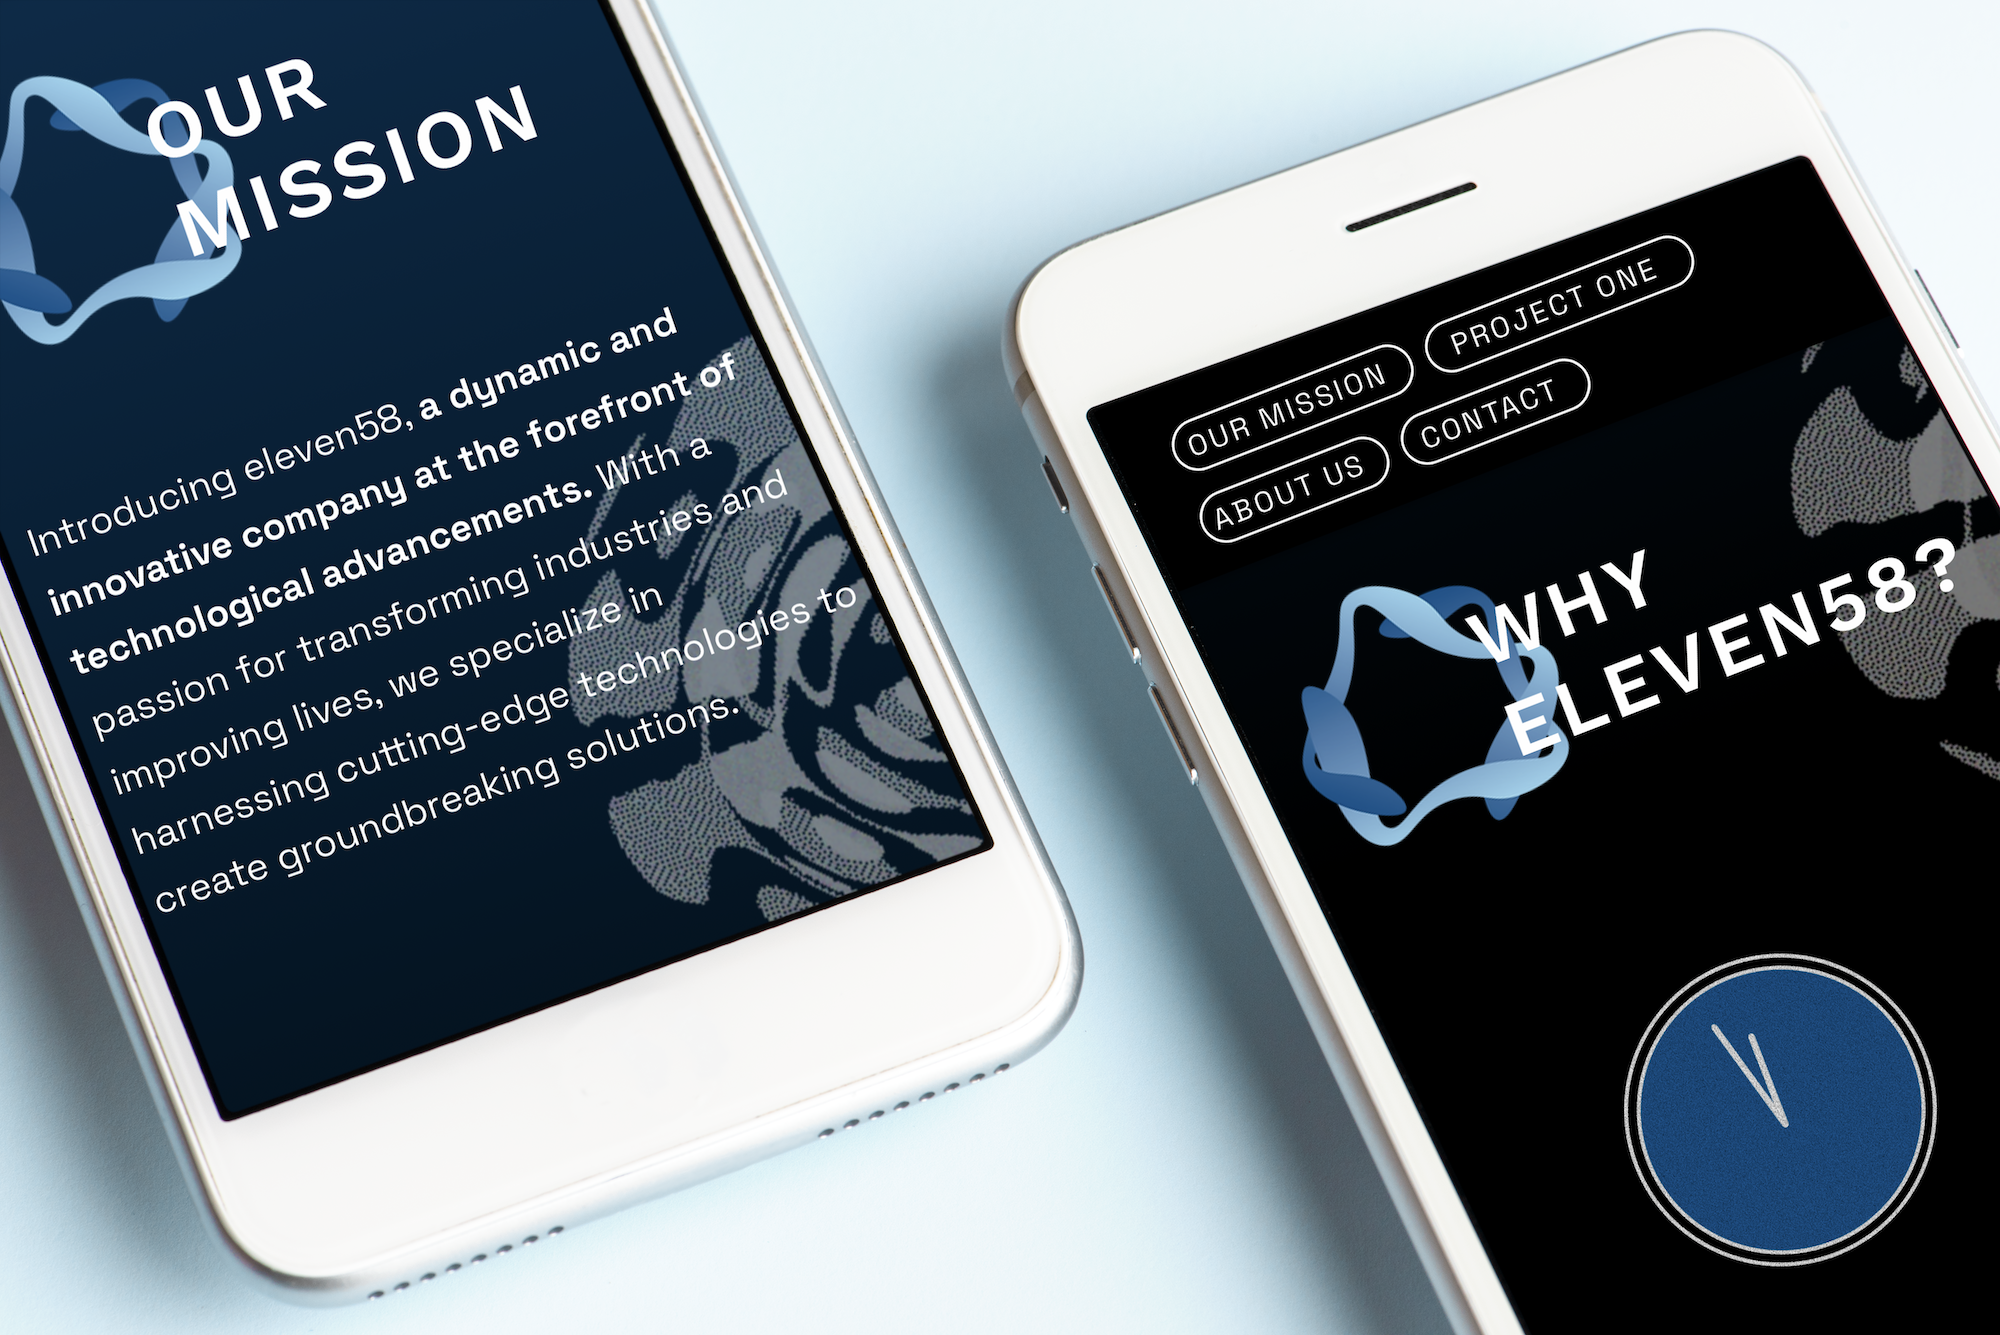 OUR
MISSION
Introducing eleven58, a dynamic and
innovative company at the forefront of
technological advancements. With a
passion for transforming industries and
improving lives, we specialize in
harnessing cutting-edge technologies to
create groundbreaking solutions.
OUR MISSION
PROJECT ONE
ABOUT US
CONTACT
WHY
ELEVEN58?